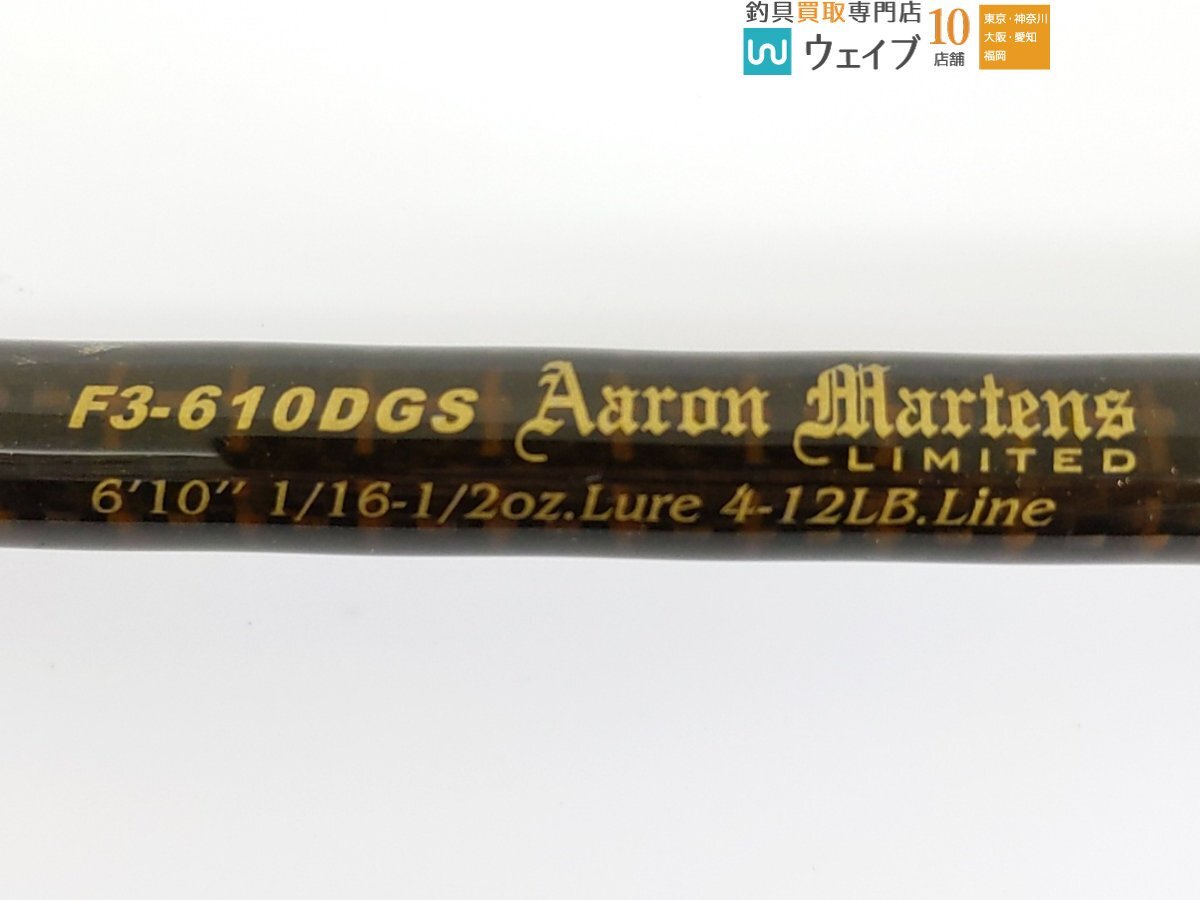 釣具買取専門店
ウェイブ
10
店舗
東京・神奈川
大阪・愛知
福岡
F3-610DGS Aaron Martens
LIMITED
6'10" 1/16-1/2oz.Lure 4-12LB.Line